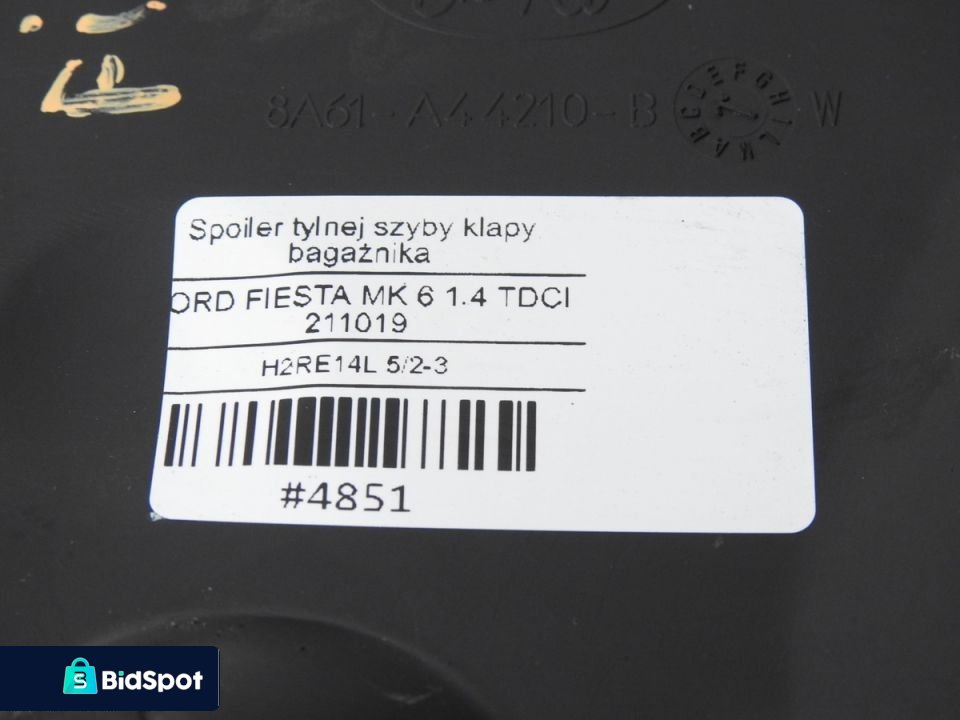 8A61-A44210-B W
Spoiler tylnej szyby klapy
bagażnika
ORD FIESTA MK 6 1.4 TDCI
211019
H2RE14L 5/2-3
#4851
BidSpot